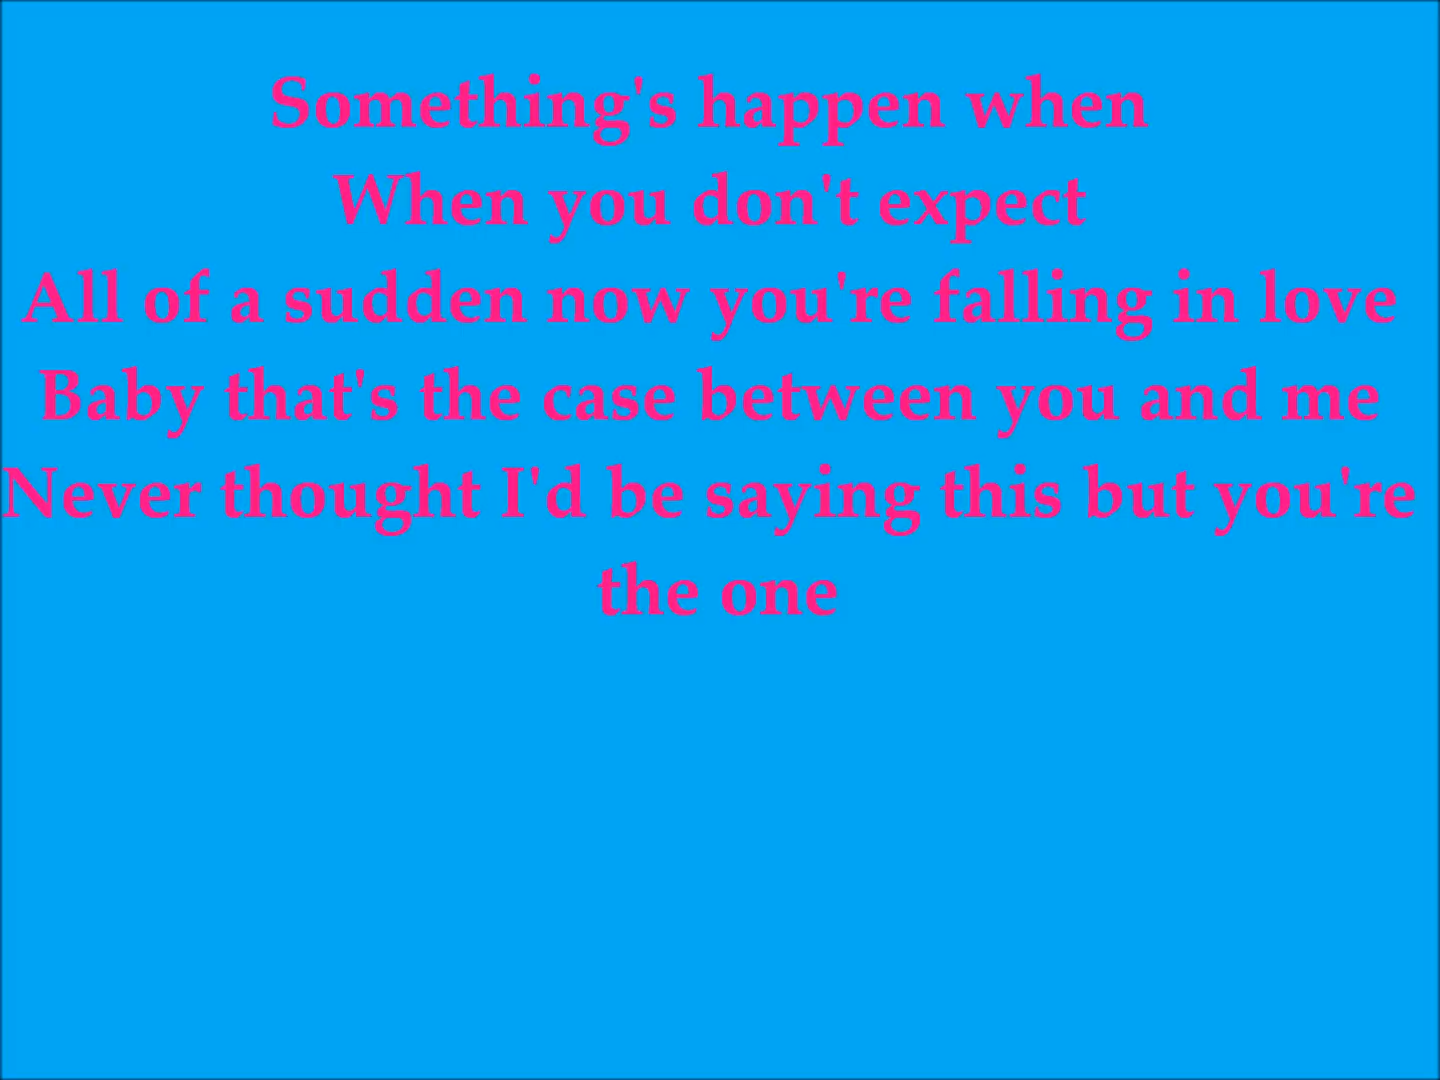 Something's happen when
When you don't expect
All of a sudden now you're falling in love
Baby that's the case between you and me
Never thought I'd be saying this but you're
the one